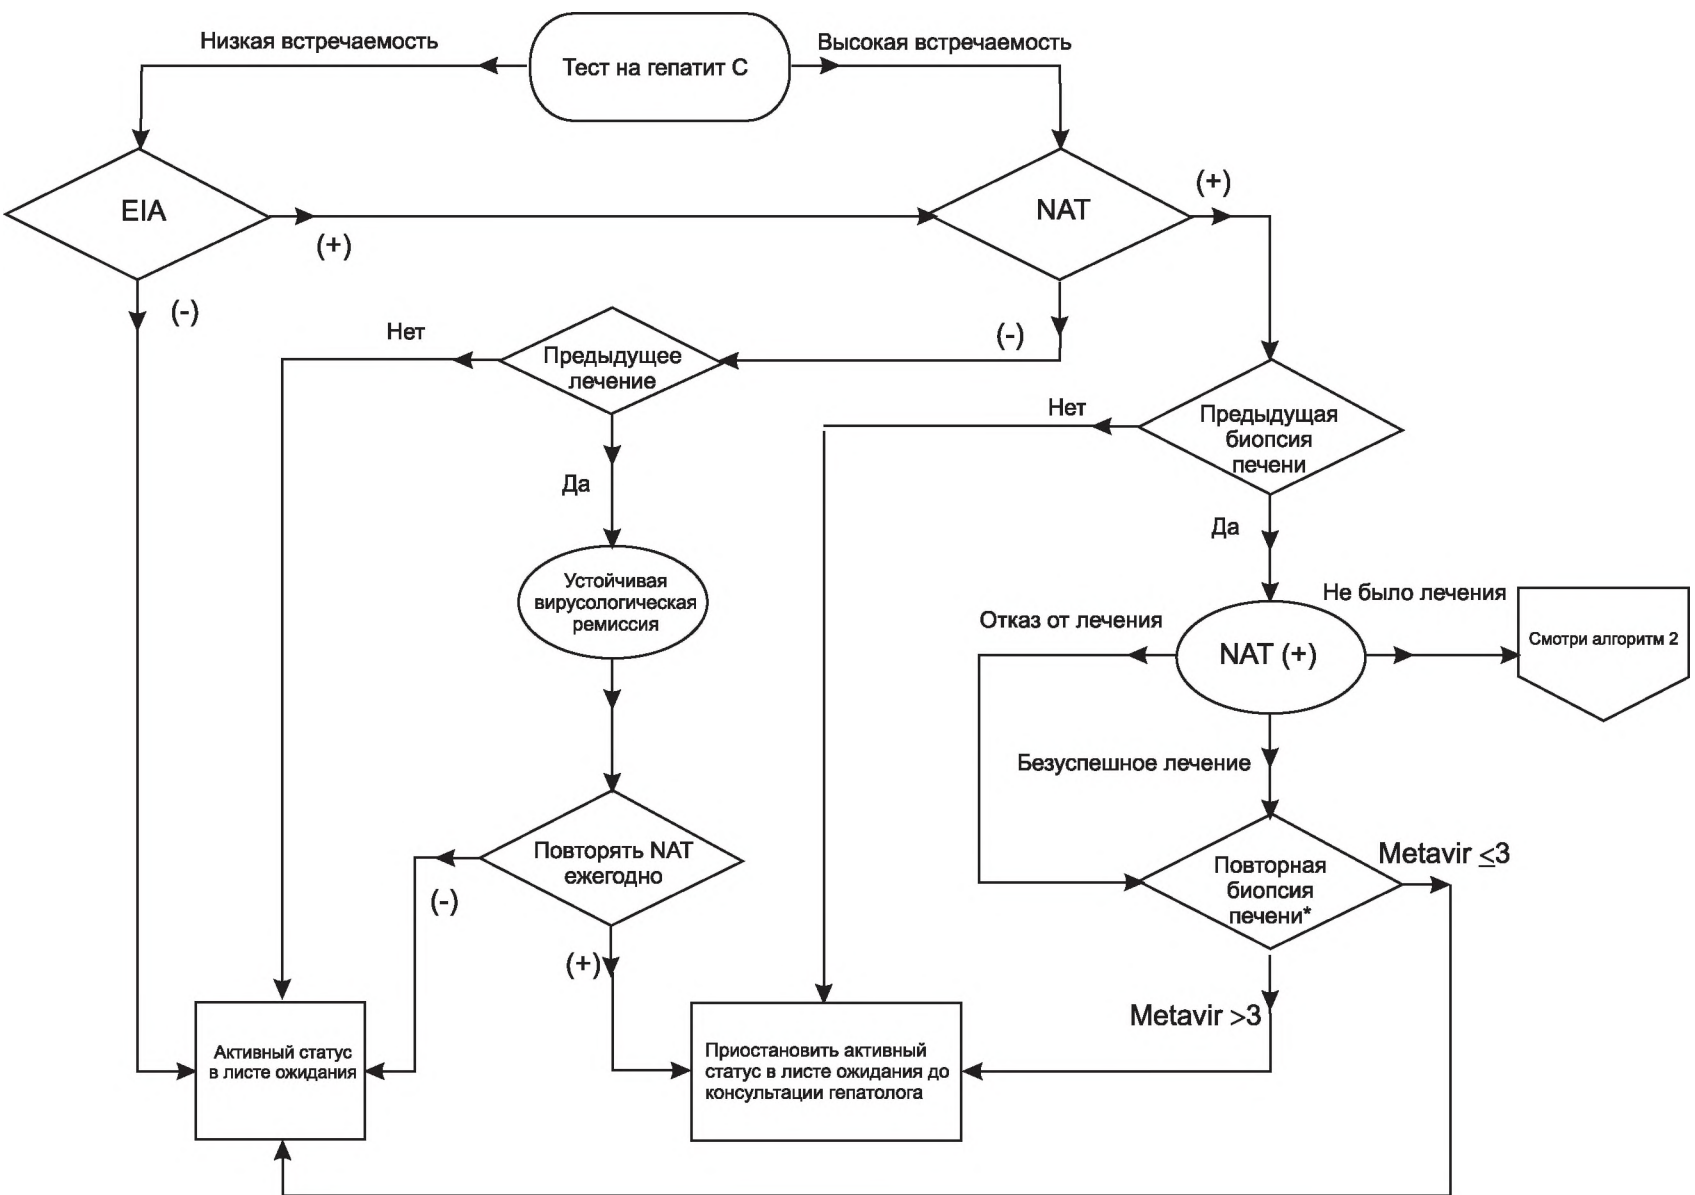 Низкая встречаемость
Тест на гепатит С
Высокая встречаемость
EIA
(+)
(-)
NAT
(+)
(-)
Нет
Предыдущее
лечение
Да
Нет
Предыдущая
биопсия
печени
Да
Устойчивая
вирусологическая
ремиссия
Отказ от лечения
NAT (+)
Не было лечения
Смотри алгоритм 2
Безуспешное лечение
Повторять NAT
ежегодно
(-)
(+)
Повторная
биопсия
печени*
Metavir ≤3
Metavir >3
Активный статус
в листе ожидания
Приостановить активный
статус в листе ожидания до
консультации гепатолога